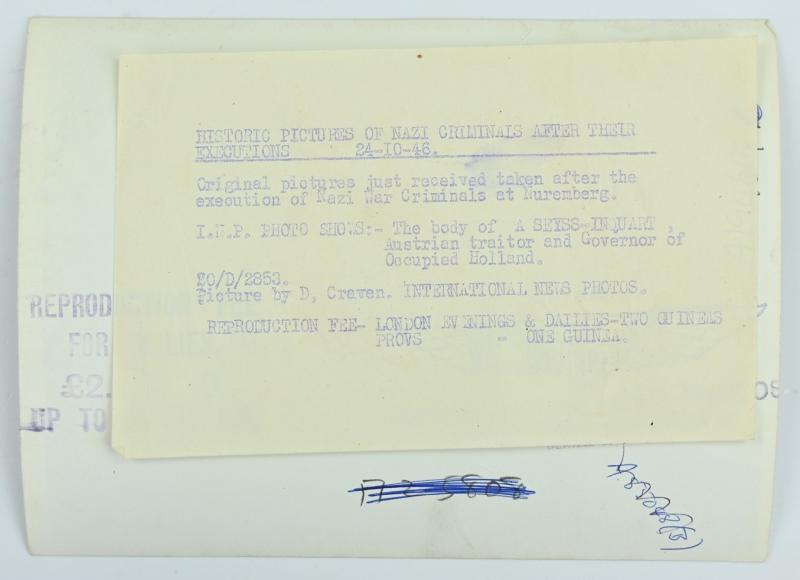 HISTORIC PICTURES OF NAZI CRIMINALS AFTER THEIR
EXECUTIONS 24-10-46.
Original pictures just received taken after the
execution of Nazi War Criminals at Nuremberg.
I.N.P. PHOTO SHOWS:- The body of A SEYSS-INQUART,
Austrian traitor and Governor of
Occupied Holland.
EO/D/2853.
Picture by D, Craven. INTERNATIONAL NEWS PHOTOS.
REPRODUCTION FEE- LONDON EVENINGS & DAILIES-TWO GUINEAS
PROVS " ONE GUINEA.
REPRODUCTION
FOR
£2.
UP TO